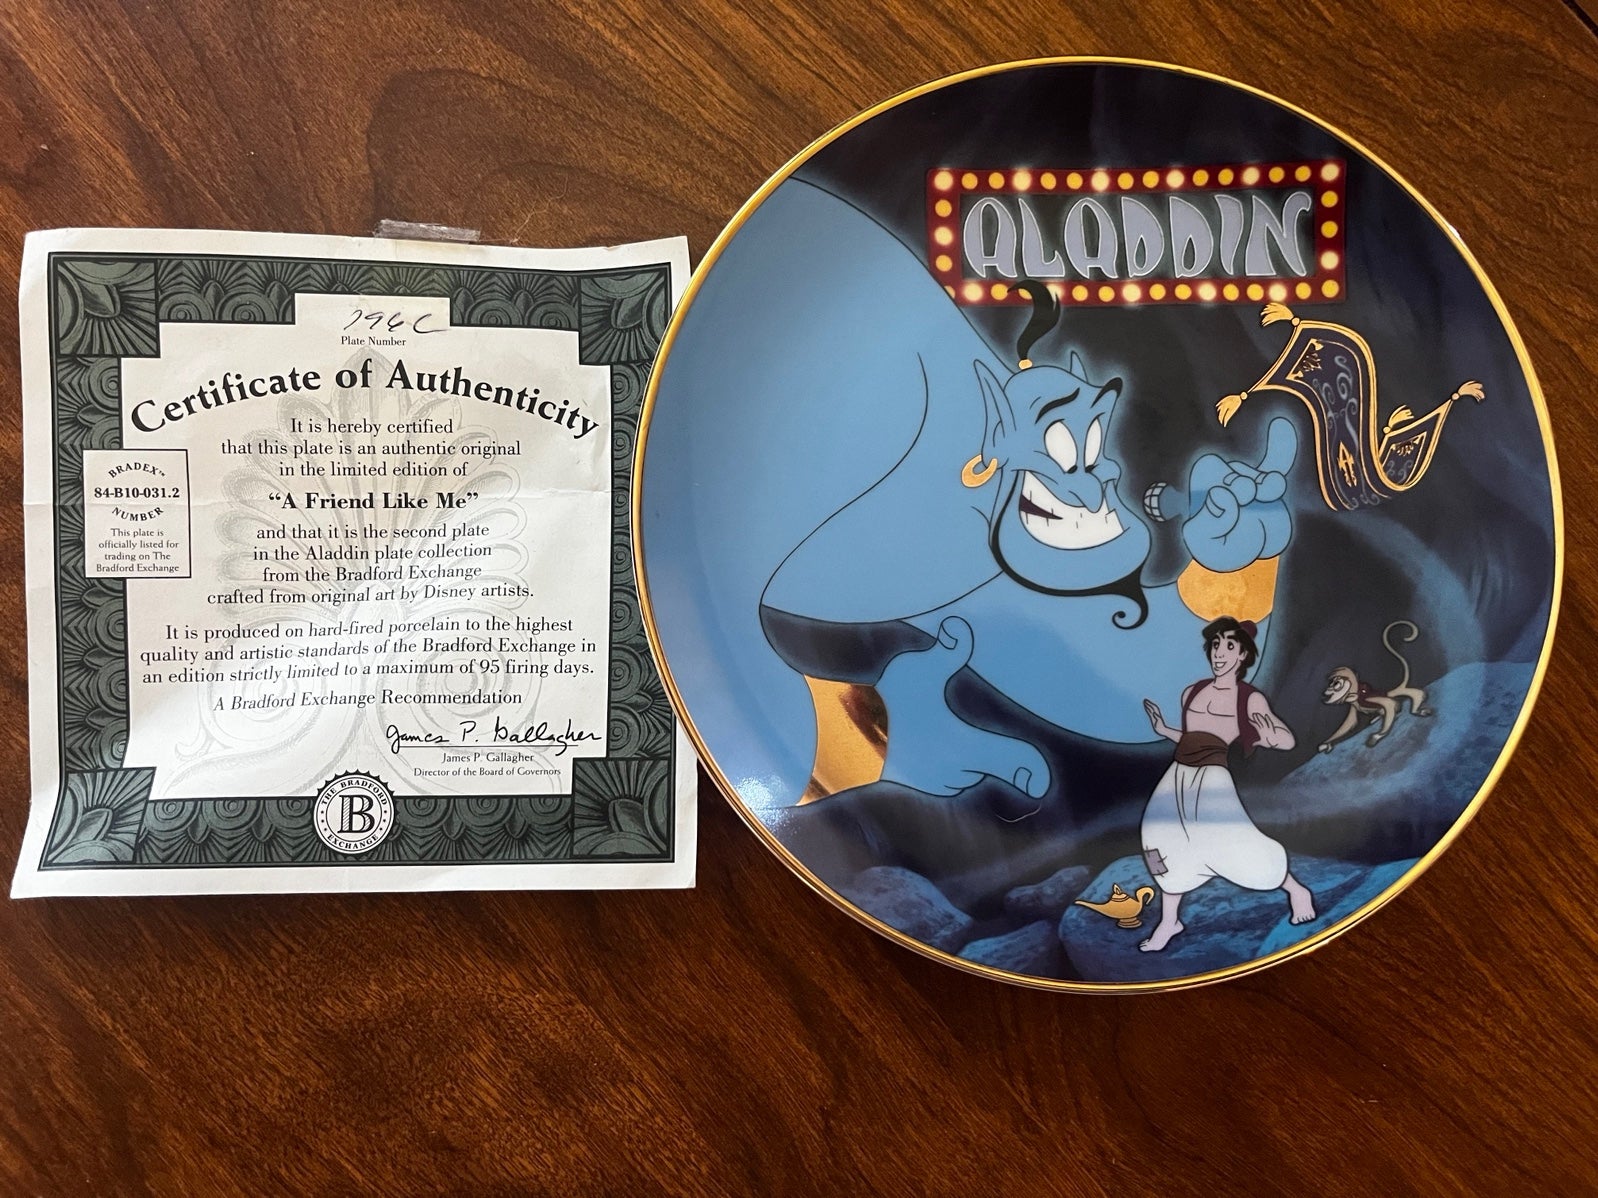 796C
Plate Number
Certificate of Authenticity
It is hereby certified
that this plate is an authentic original
in the limited edition of
“A Friend Like Me”
and that it is the second plate
in the Aladdin plate collection
from the Bradford Exchange
crafted from original art by Disney artists.
It is produced on hard-fired porcelain to the highest
quality and artistic standards of the Bradford Exchange in
an edition strictly limited to a maximum of 95 firing days.
A Bradford Exchange Recommendation
James P. Gallagher
James P. Gallagher
Director of the Board of Governors
BRADEX™
84-B10-031.2
NUMBER
This plate is
officially listed for
trading on The
Bradford Exchange
THE BRADFORD
B
EXCHANGE
ALADDIN